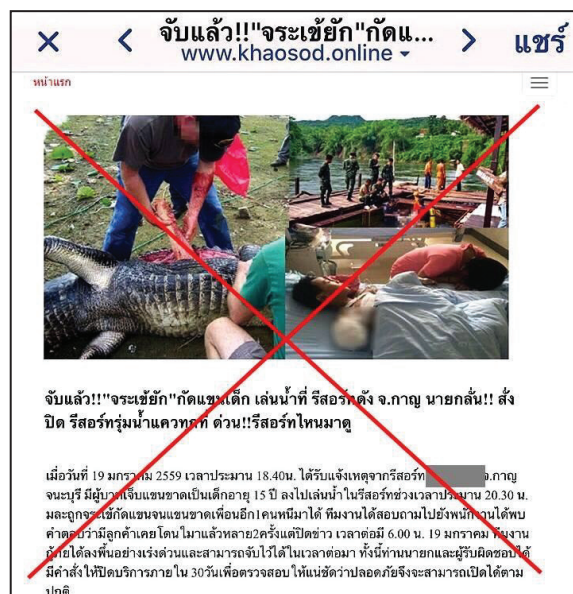 จับแล้ว!!"จระเข้ยัก"กัดแ...
www.khaosod.online
แชร์
หน้าแรก
จับแล้ว!!"จระเข้ยัก"กัดแขนเด็ก เล่นน้ำที่ รีสอร์ทดัง จ.กาญ นายกลั่น!! สั่ง
ปิด รีสอร์ทรุ่มน้ำแควทุกที่ ด่วน!!รีสอร์ทไหนมาดู
เมื่อวันที่ 19 มกราคม 2559 เวลาประมาน 18.40น. ได้รับแจ้งเหตุจากรีสอร์ท จ.กาญ
จนะบุรี มีผู้บาดเจ็บแขนขาดเป็นเด็กอายุ 15 ปี ลงไปเล่นน้ำในรีสอร์ทช่วงเวลาประมาน 20.30 น.
มละถูกจระเข้กัดแขนจนแขนขาดเพื่อนอีก1คนหนีมาได้ ทีมงานได้สอบถามไปยังพนักงานได้พบ
คำตอบว่ามีลูกค้าเคยโดนไมาแล้วหลาย2ครั้งแต่ปิดข่าว เวลาต่อมี 6.00 น. 19 มกราคม ทีมงาน
กู้ภัยได้ลงพื้นอย่างเร่งด่วนและสามารถจับไว้ได้ในเวลาต่อมา ทั้งนี้ท่านนายกและผู้รับผิดชอบได้
มีคำสั่งให้ปิดบริการภายใน 30วันเพื่อตรวจสอบ ให้แน่ชัดว่าปลอดภัยจึงจะสามารถเปิดได้ตาม
ปกติ